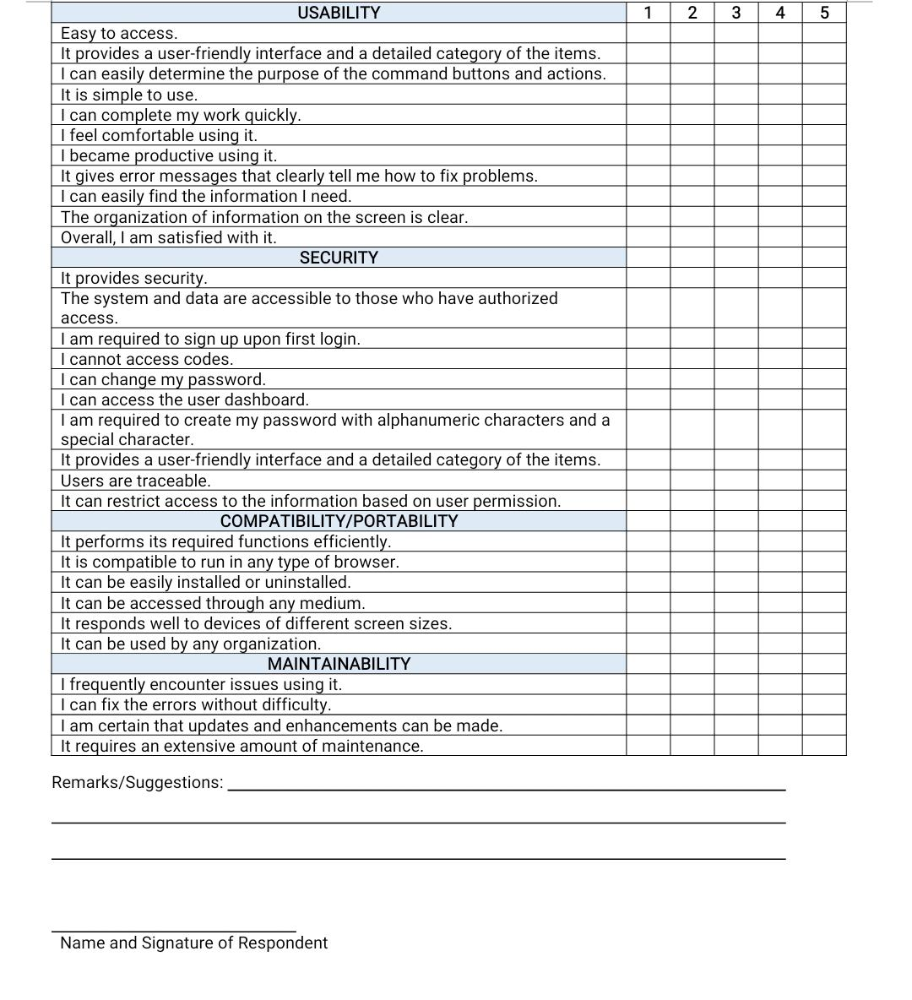 USABILITY 1 2 3 4 5
Easy to access.
It provides a user-friendly interface and a detailed category of the items.
I can easily determine the purpose of the command buttons and actions.
It is simple to use.
I can complete my work quickly.
I feel comfortable using it.
I became productive using it.
It gives error messages that clearly tell me how to fix problems.
I can easily find the information I need.
The organization of information on the screen is clear.
Overall, I am satisfied with it.
SECURITY
It provides security.
The system and data are accessible to those who have authorized
access.
I am required to sign up upon first login.
I cannot access codes.
I can change my password.
I can access the user dashboard.
I am required to create my password with alphanumeric characters and a
special character.
It provides a user-friendly interface and a detailed category of the items.
Users are traceable.
It can restrict access to the information based on user permission.
COMPATIBILITY/PORTABILITY
It performs its required functions efficiently.
It is compatible to run in any type of browser.
It can be easily installed or uninstalled.
It can be accessed through any medium.
It responds well to devices of different screen sizes.
It can be used by any organization.
MAINTAINABILITY
I frequently encounter issues using it.
I can fix the errors without difficulty.
I am certain that updates and enhancements can be made.
It requires an extensive amount of maintenance.
Remarks/Suggestions:
Name and Signature of Respondent